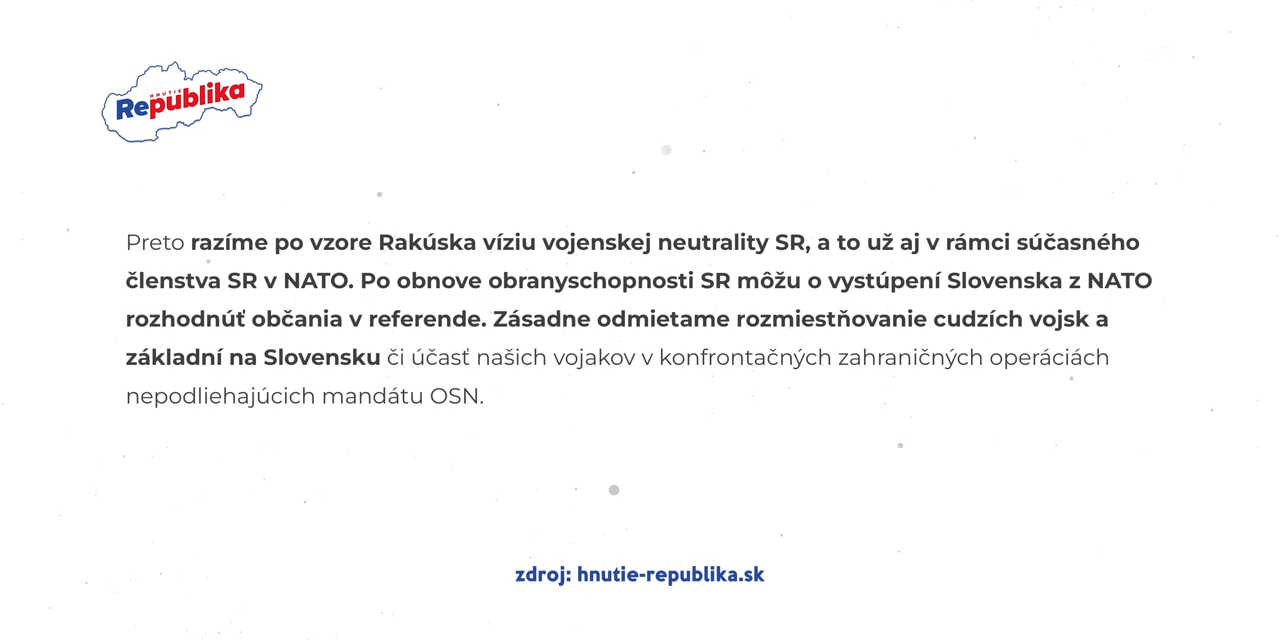 HNUTIE
Republika
Preto razíme po vzore Rakúska víziu vojenskej neutrality SR, a to už aj v rámci súčasného
členstva SR v NATO. Po obnove obranyschopnosti SR môžu o vystúpení Slovenska z NATO
rozhodnúť občania v referende. Zásadne odmietame rozmiestňovanie cudzích vojsk a
základní na Slovensku či účasť našich vojakov v konfrontačných zahraničných operáciách
nepodliehajúcich mandátu OSN.
zdroj: hnutie-republika.sk